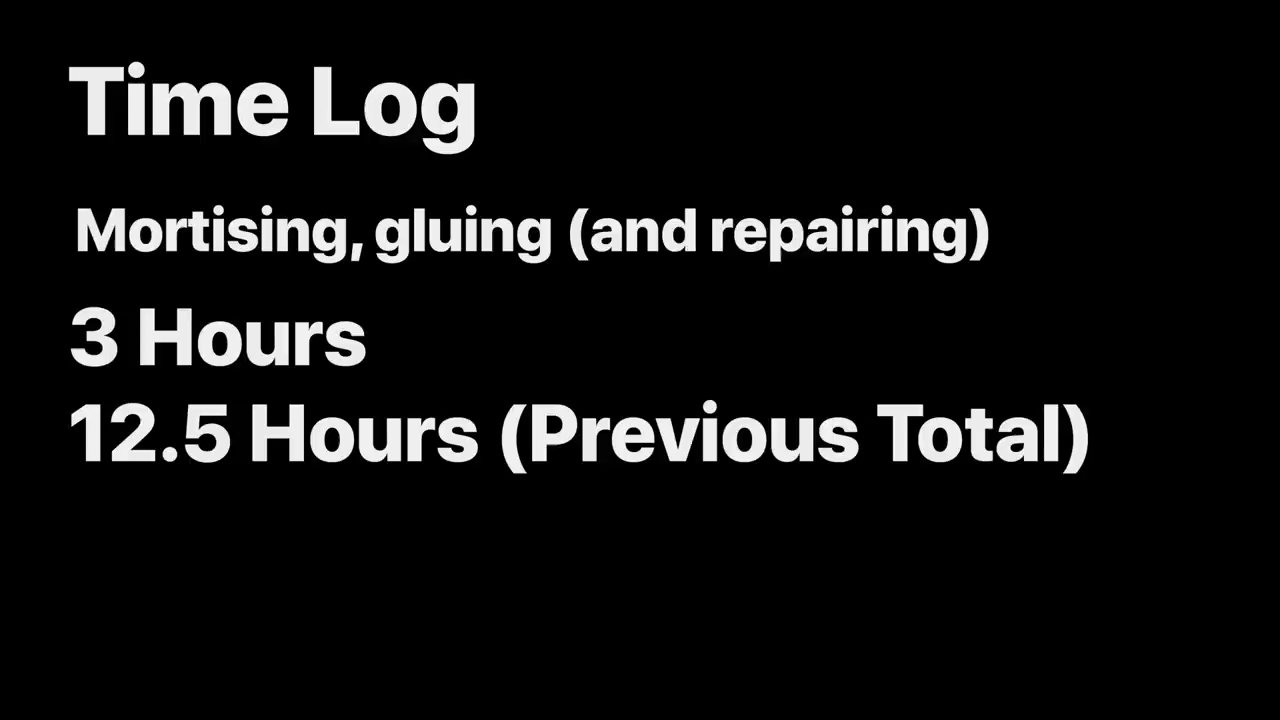 Time Log
Mortising, gluing (and repairing)
3 Hours
12.5 Hours (Previous Total)